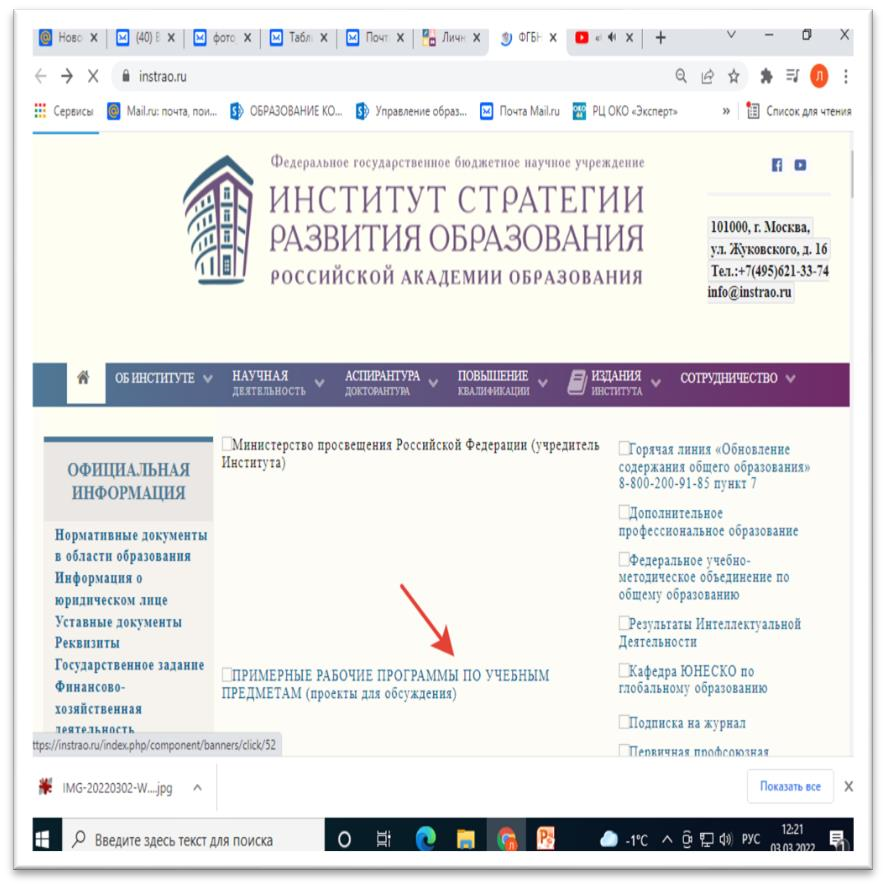 Ново
(40) В
фото
Табл
Почт
Личн
ФГБН
instrao.ru
Л
Сервисы
Mail.ru: почта, пои...
ОБРАЗОВАНИЕ КО...
Управление образ...
Почта Mail.ru
РЦ ОКО «Эксперт»
»
Список для чтения
Федеральное государственное бюджетное научное учреждение
ИНСТИТУТ СТРАТЕГИИ
РАЗВИТИЯ ОБРАЗОВАНИЯ
РОССИЙСКОЙ АКАДЕМИИ ОБРАЗОВАНИЯ
101000, г. Москва,
ул. Жуковского, д. 16
Тел.:+7(495)621-33-74
info@instrao.ru
ОБ ИНСТИТУТЕ
НАУЧНАЯ
ДЕЯТЕЛЬНОСТЬ
АСПИРАНТУРА
ДОКТОРАНТУРА
ПОВЫШЕНИЕ
КВАЛИФИКАЦИИ
ИЗДАНИЯ
ИНСТИТУТА
СОТРУДНИЧЕСТВО
ОФИЦИАЛЬНАЯ
ИНФОРМАЦИЯ
Нормативные документы
в области образования
Информация о
юридическом лице
Уставные документы
Реквизиты
Государственное задание
Финансово-
хозяйственная
деятельность
Министерство просвещения Российской Федерации (учредитель
Института)
ПРИМЕРНЫЕ РАБОЧИЕ ПРОГРАММЫ ПО УЧЕБНЫМ
ПРЕДМЕТАМ (проекты для обсуждения)
Горячая линия «Обновление
содержания общего образования»
8-800-200-91-85 пункт 7
Дополнительное
профессиональное образование
Федеральное учебно-
методическое объединение по
общему образованию
Результаты Интеллектуальной
Деятельности
Кафедра ЮНЕСКО по
глобальному образованию
Подписка на журнал
Первичная профсоюзная
ttps://instrao.ru/index.php/component/banners/click/52
IMG-20220302-W....jpg
Показать все
Введите здесь текст для поиска
-1°C
РУС
12:21
03.03.2022